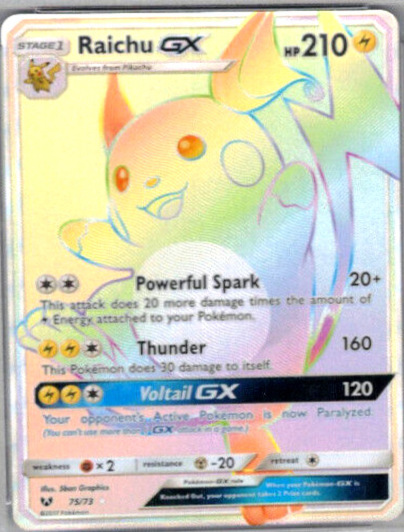 STAGE 1 Raichu GX HP 210
Evolves from Pikachu
Powerful Spark 20+
This attack does 20 more damage times the amount of
Energy attached to your Pokémon.
Thunder 160
This Pokémon does 30 damage to itself.
Voltail GX 120
Your opponent's Active Pokémon is now Paralyzed.
(You can't use more than 1 GX attack in a game.)
weakness ×2 resistance -20 retreat
Illus. 5ban Graphics
Pokémon-GX rule
When your Pokémon-GX is
Knocked Out, your opponent takes 2 Prize cards.
75/73
©2017 Pokémon